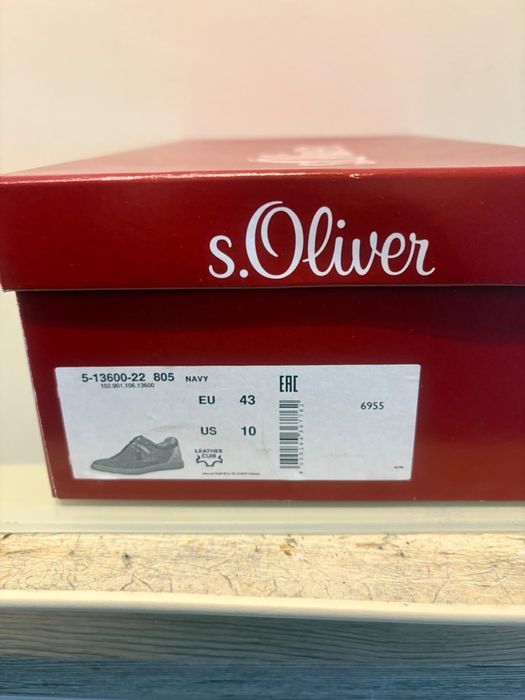 s.Oliver
5-13600-22 805 NAVY
102.901.106.13600
EAC
EU 43
6955
US 10
LEATHER
CUIR